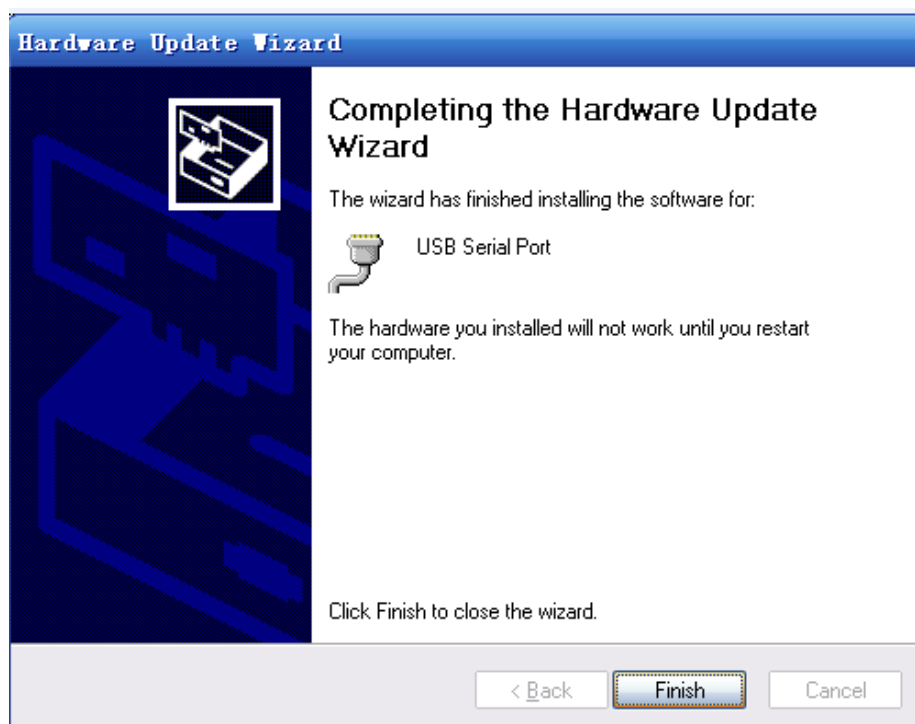 Hardware Update Wizard
Completing the Hardware Update
Wizard
The wizard has finished installing the software for:
USB Serial Port
The hardware you installed will not work until you restart
your computer.
Click Finish to close the wizard.
< Back
Finish
Cancel